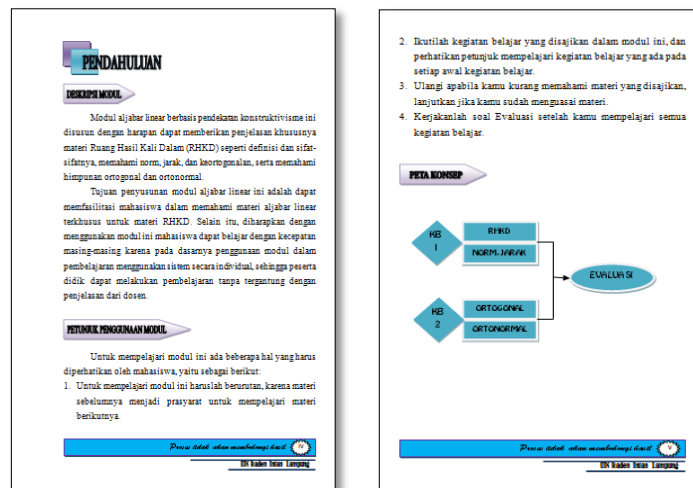 PENDAHULUAN
DESKRIPSI MODUL
Modul aljabar linear berbasis pendekatan konstruktivisme ini
disusun dengan harapan dapat memberikan penjelasan khususnya
materi Ruang Hasil Kali Dalam (RHKD) seperti definisi dan sifat-
sifatnya, memahami norm, jarak, dan keortogonalan, serta memahami
himpunan ortogonal dan ortonormal.
Tujuan penyusunan modul aljabar linear ini adalah dapat
memfasilitasi mahasiswa dalam memahami materi aljabar linear
terkhusus untuk materi RHKD. Selain itu, diharapkan dengan
menggunakan modul ini mahasiswa dapat belajar dengan kecepatan
masing-masing karena pada dasarnya penggunaan modul dalam
pembelajaran menggunakan sistem secara individual, sehingga peserta
didik dapat melakukan pembelajaran tanpa tergantung dengan
penjelasan dari dosen.
PETUNJUK PENGGUNAAN MODUL
Untuk mempelajari modul ini ada beberapa hal yang harus
diperhatikan oleh mahasiswa, yaitu sebagai berikut:
1. Untuk mempelajari modul ini haruslah berurutan, karena materi
sebelumnya menjadi prasyarat untuk mempelajari materi
berikutnya.
Proses tidak akan membohongi hasil IV
UIN Raden Intan Lampung
2. Ikutilah kegiatan belajar yang disajikan dalam modul ini, dan
perhatikan petunjuk mempelajari kegiatan belajar yang ada pada
setiap awal kegiatan belajar.
3. Ulangi apabila kamu kurang memahami materi yang disajikan,
lanjutkan jika kamu sudah menguasai materi.
4. Kerjakanlah soal Evaluasi setelah kamu mempelajari semua
kegiatan belajar.
PETA KONSEP
KB
1
RHKD
NORM, JARAK
EVALUASI
KB
2
ORTOGONAL
ORTONORMAL
Proses tidak akan membohongi hasil V
UIN Raden Intan Lampung